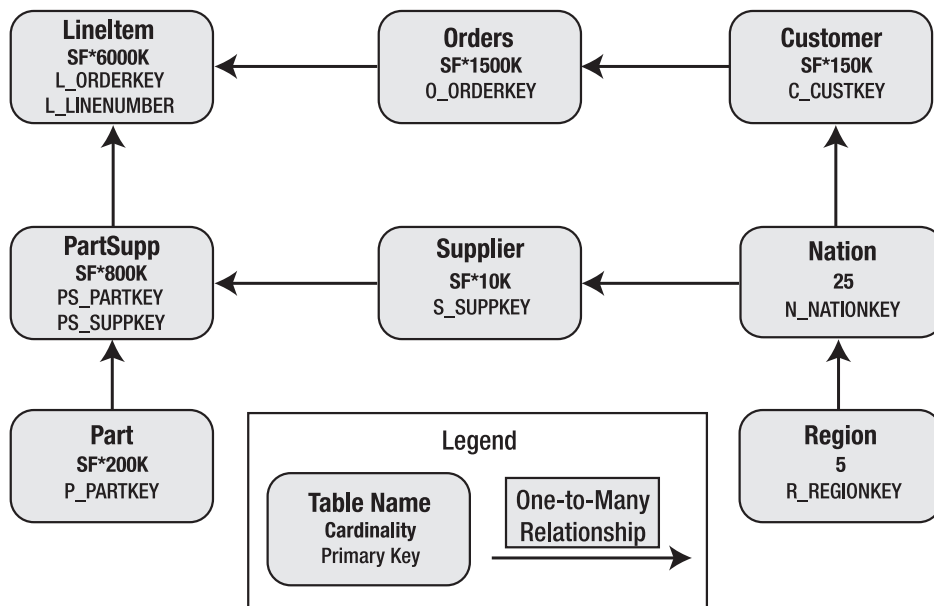 LineItem
SF*6000K
L_ORDERKEY
L_LINENUMBER
Orders
SF*1500K
O_ORDERKEY
Customer
SF*150K
C_CUSTKEY
PartSupp
SF*800K
PS_PARTKEY
PS_SUPPKEY
Supplier
SF*10K
S_SUPPKEY
Nation
25
N_NATIONKEY
Part
SF*200K
P_PARTKEY
Legend
Table Name
Cardinality
Primary Key
One-to-Many
Relationship
Region
5
R_REGIONKEY